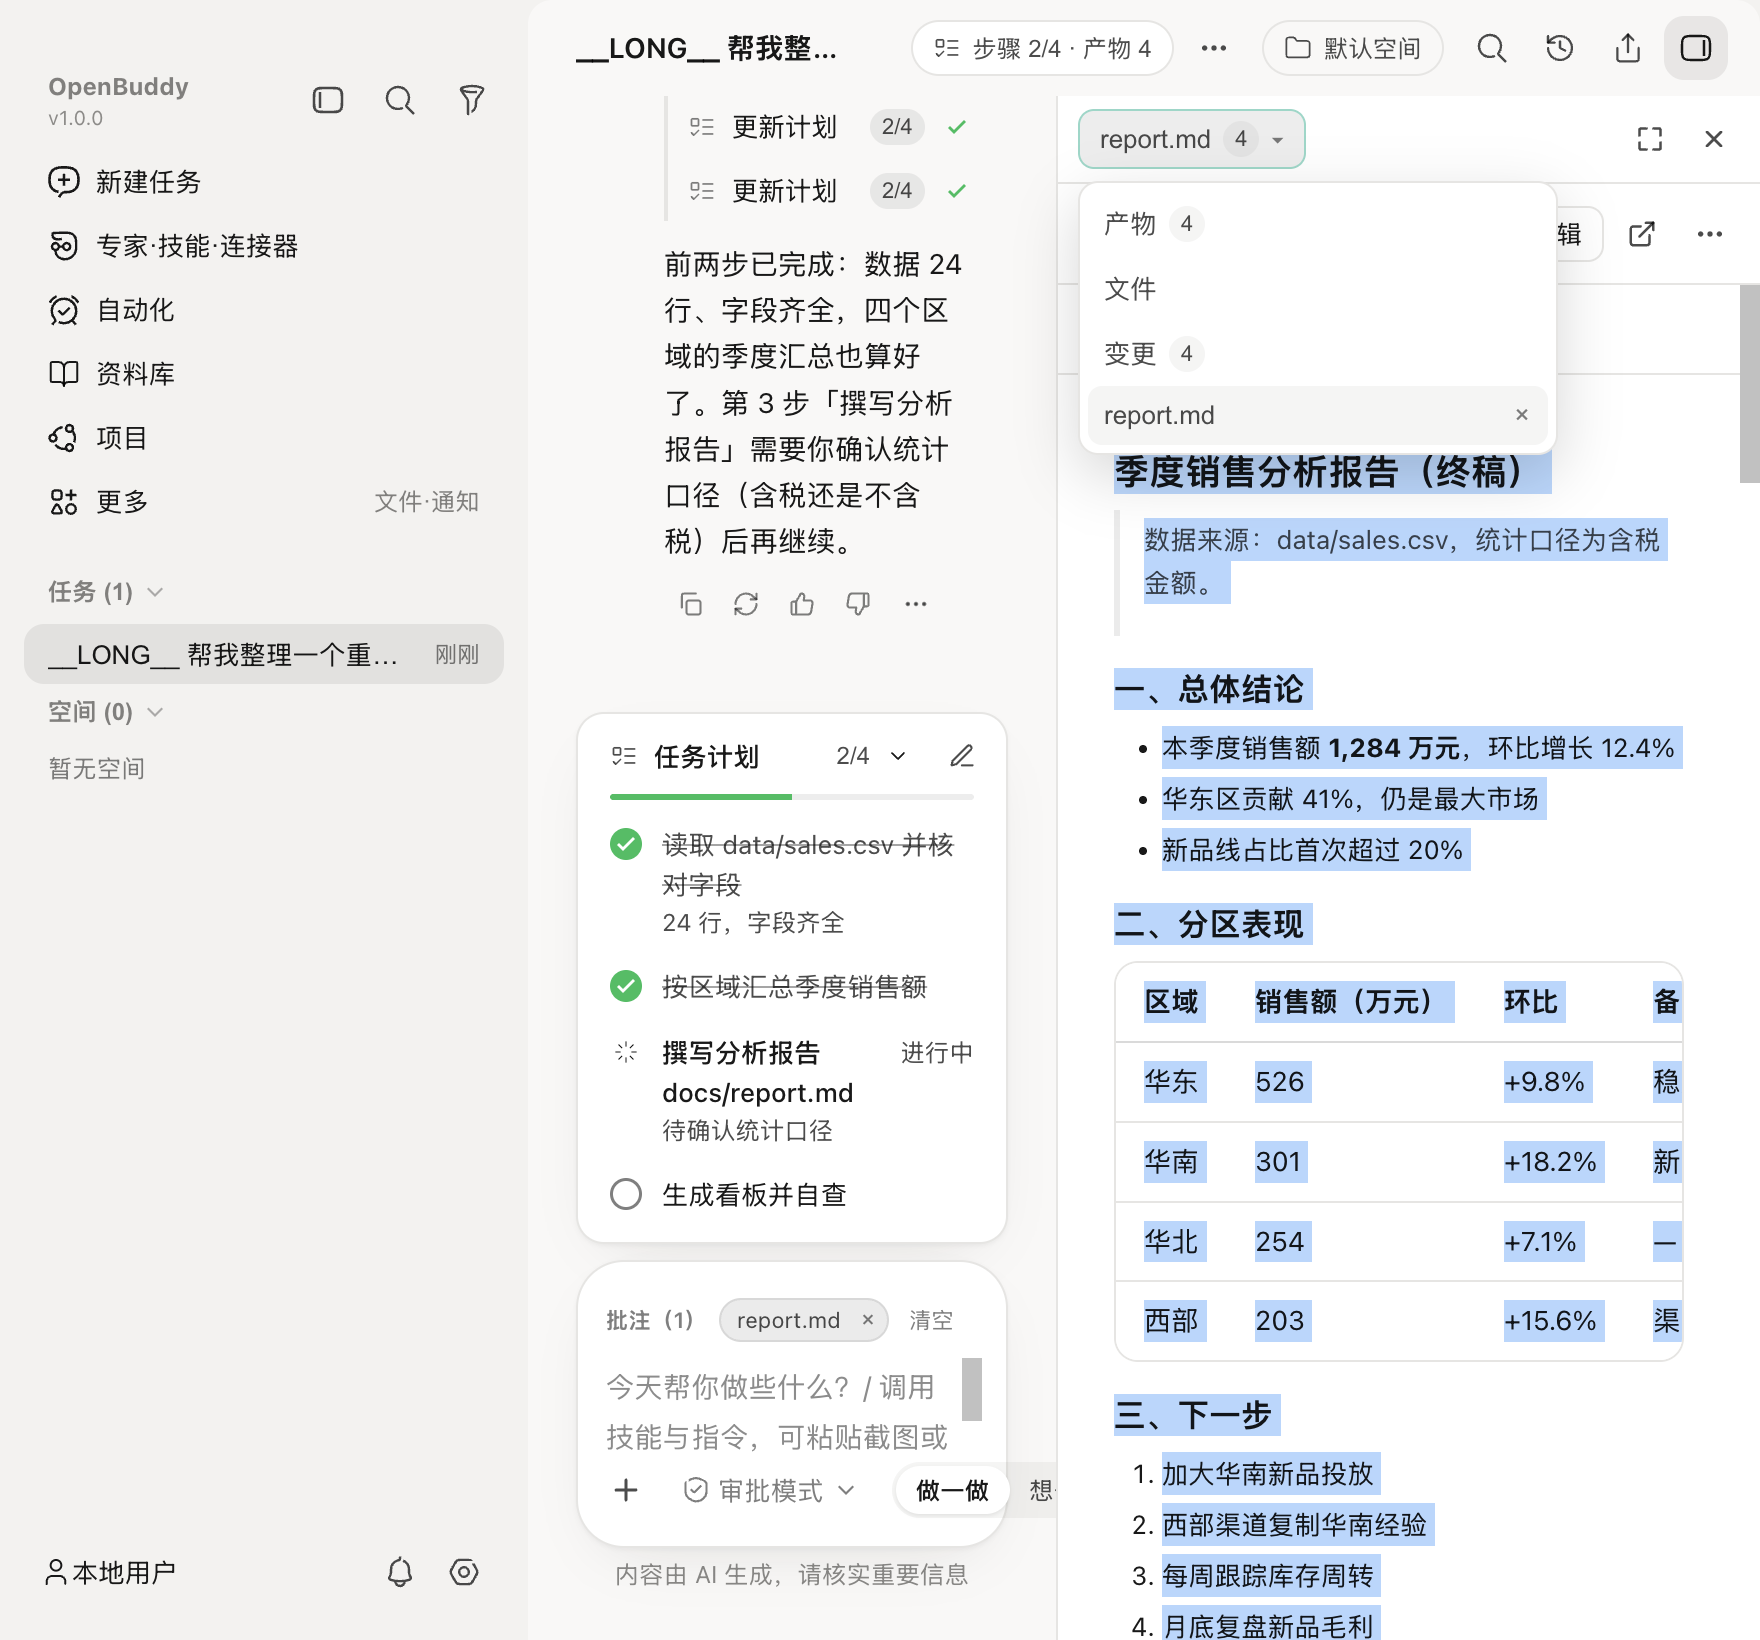 OpenBuddy
v1.0.0
新建任务
专家·技能·连接器
自动化
资料库
项目
更多
文件·通知
任务 (1)
__LONG__ 帮我整理一个重…
刚刚
空间 (0)
暂无空间
本地用户
__LONG__ 帮我整…
步骤 2/4 · 产物 4
默认空间
更新计划 2/4
更新计划 2/4
前两步已完成：数据 24
行、字段齐全，四个区
域的季度汇总也算好
了。第 3 步「撰写分析
报告」需要你确认统计
口径（含税还是不含
税）后再继续。
任务计划
2/4
读取 data/sales.csv 并核
对字段
24 行，字段齐全
按区域汇总季度销售额
撰写分析报告
进行中
docs/report.md
待确认统计口径
生成看板并自查
批注（1）
report.md ×
清空
今天帮你做些什么？/ 调用
技能与指令，可粘贴截图或
审批模式
做一做
想
内容由 AI 生成，请核实重要信息
report.md 4
产物 4
文件
变更 4
report.md ×
辑
季度销售分析报告（终稿）
数据来源：data/sales.csv，统计口径为含税
金额。
一、总体结论
• 本季度销售额 1,284 万元，环比增长 12.4%
• 华东区贡献 41%，仍是最大市场
• 新品线占比首次超过 20%
二、分区表现
区域 销售额（万元） 环比 备
华东 526 +9.8% 稳
华南 301 +18.2% 新
华北 254 +7.1% —
西部 203 +15.6% 渠
三、下一步
1. 加大华南新品投放
2. 西部渠道复制华南经验
3. 每周跟踪库存周转
4. 月底复盘新品毛利